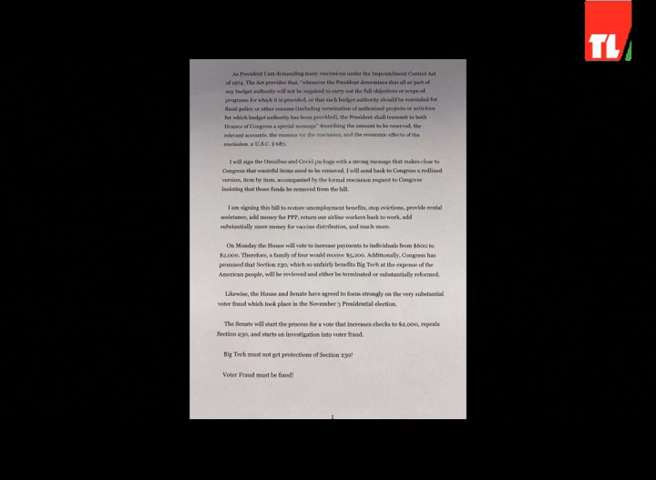 TL
As President I am demanding many rescissions under the Impoundment Control Act
of 1974. The Act provides that, "whenever the President determines that all or part of
any budget authority will not be required to carry out the full objectives or scope of
programs for which it is provided, or that such budget authority should be rescinded for
fiscal policy or other reasons (including termination of authorized projects or activities
for which budget authority has been provided), the President shall transmit to both
Houses of Congress a special message" describing the amount to be reserved, the
relevant accounts, the reasons for the rescission, and the economic effects of the
rescission. 2 U.S.C. § 683.
I will sign the Omnibus and Covid package with a strong message that makes clear to
Congress that wasteful items need to be removed. I will send back to Congress a redlined
version, item by item, accompanied by the formal rescission request to Congress
insisting that those funds be removed from the bill.
I am signing this bill to restore unemployment benefits, stop evictions, provide rental
assistance, add money for PPP, return our airline workers back to work, add
substantially more money for vaccine distribution, and much more.
On Monday the House will vote to increase payments to individuals from $600 to
$2,000. Therefore, a family of four would receive $5,200. Additionally, Congress has
promised that Section 230, which so unfairly benefits Big Tech at the expense of the
American people, will be reviewed and either be terminated or substantially reformed.
Likewise, the House and Senate have agreed to focus strongly on the very substantial
voter fraud which took place in the November 3 Presidential election.
The Senate will start the process for a vote that increases checks to $2,000, repeals
Section 230, and starts an investigation into voter fraud.
Big Tech must not get protections of Section 230!
Voter Fraud must be fixed!